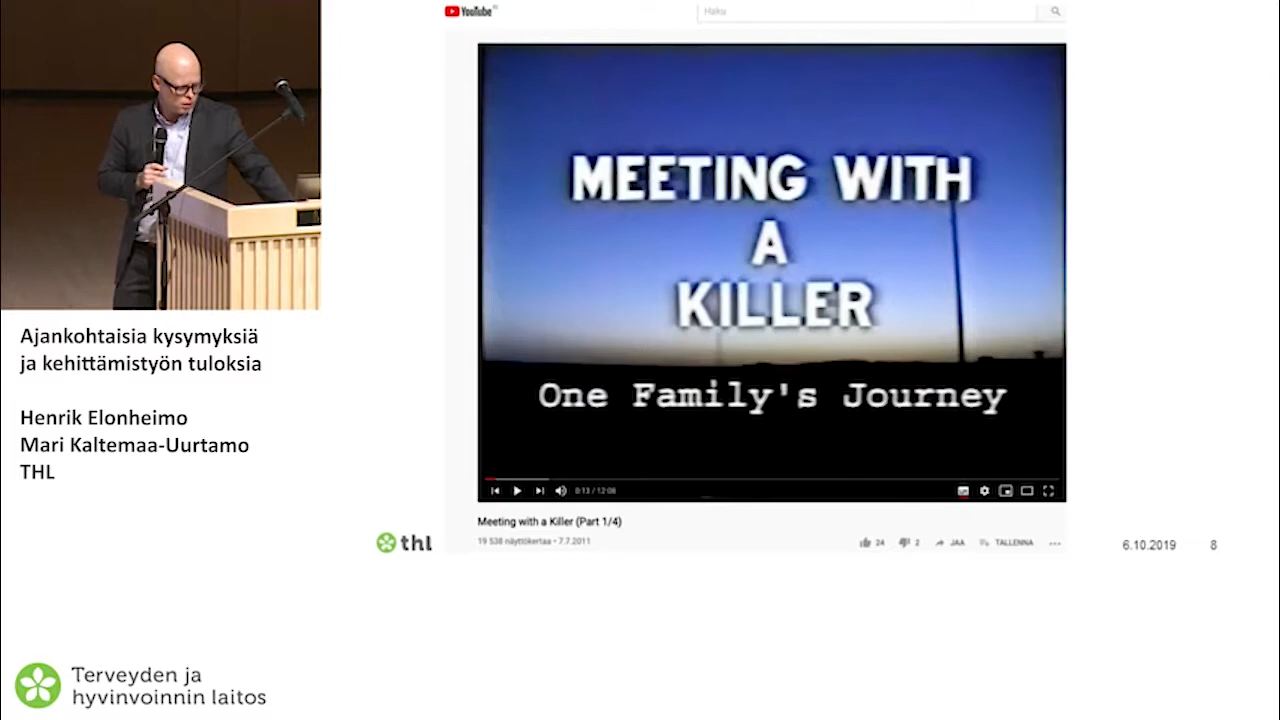 YouTube FI
Haku
MEETING WITH
A
KILLER
One Family's Journey
0:13 / 12:08
Meeting with a Killer (Part 1/4)
19 538 näyttökertaa • 7.7.2011
24
2
JAA
TALLENNA
thl
6.10.2019
8
Ajankohtaisia kysymyksiä
ja kehittämistyön tuloksia
Henrik Elonheimo
Mari Kaltemaa-Uurtamo
THL
Terveyden ja
hyvinvoinnin laitos